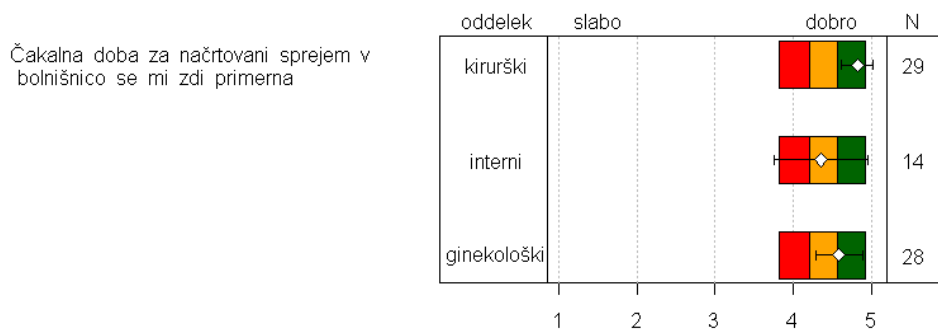 oddelek slabo dobro N
Čakalna doba za načrtovani sprejem v
bolnišnico se mi zdi primerna
kirurški 29
interni 14
ginekološki 28
1 2 3 4 5